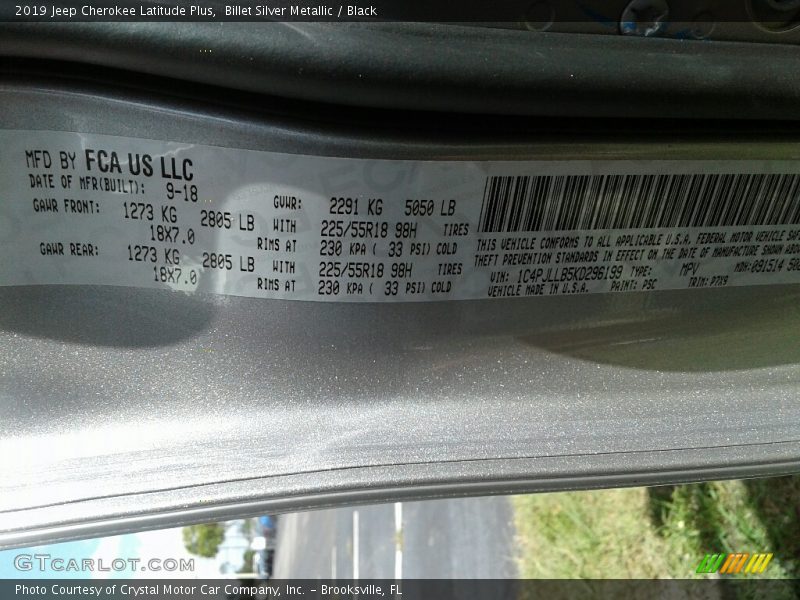 2019 Jeep Cherokee Latitude Plus, Billet Silver Metallic / Black
MFD BY FCA US LLC
DATE OF MFR(BUILT): 9-18
GVWR: 2291 KG 5050 LB
GAWR FRONT: 1273 KG 2805 LB WITH 225/55R18 98H TIRES
18X7.0 RIMS AT 230 KPA ( 33 PSI) COLD
GAWR REAR: 1273 KG 2805 LB WITH 225/55R18 98H TIRES
18X7.0 RIMS AT 230 KPA ( 33 PSI) COLD
THIS VEHICLE CONFORMS TO ALL APPLICABLE U.S.A. FEDERAL MOTOR VEHICLE
THEFT PREVENTION STANDARDS IN EFFECT ON THE DATE OF MANUFACTURE SHOWN
VIN: 1C4PJLLB5KD296199 TYPE: MPV MDH:091514
VEHICLE MADE IN U.S.A. PAINT: PSC TRIM: P7X9
GTCARLOT.COM
Photo Courtesy of Crystal Motor Car Company, Inc. – Brooksville, FL